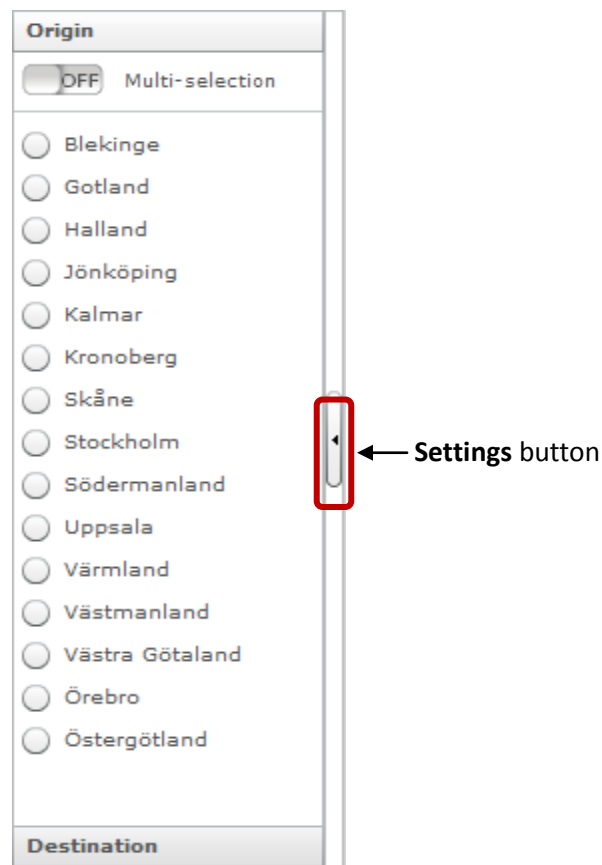 Origin
OFF Multi-selection
Blekinge
Gotland
Halland
Jönköping
Kalmar
Kronoberg
Skåne
Stockholm
Settings button
Södermanland
Uppsala
Värmland
Västmanland
Västra Götaland
Örebro
Östergötland
Destination